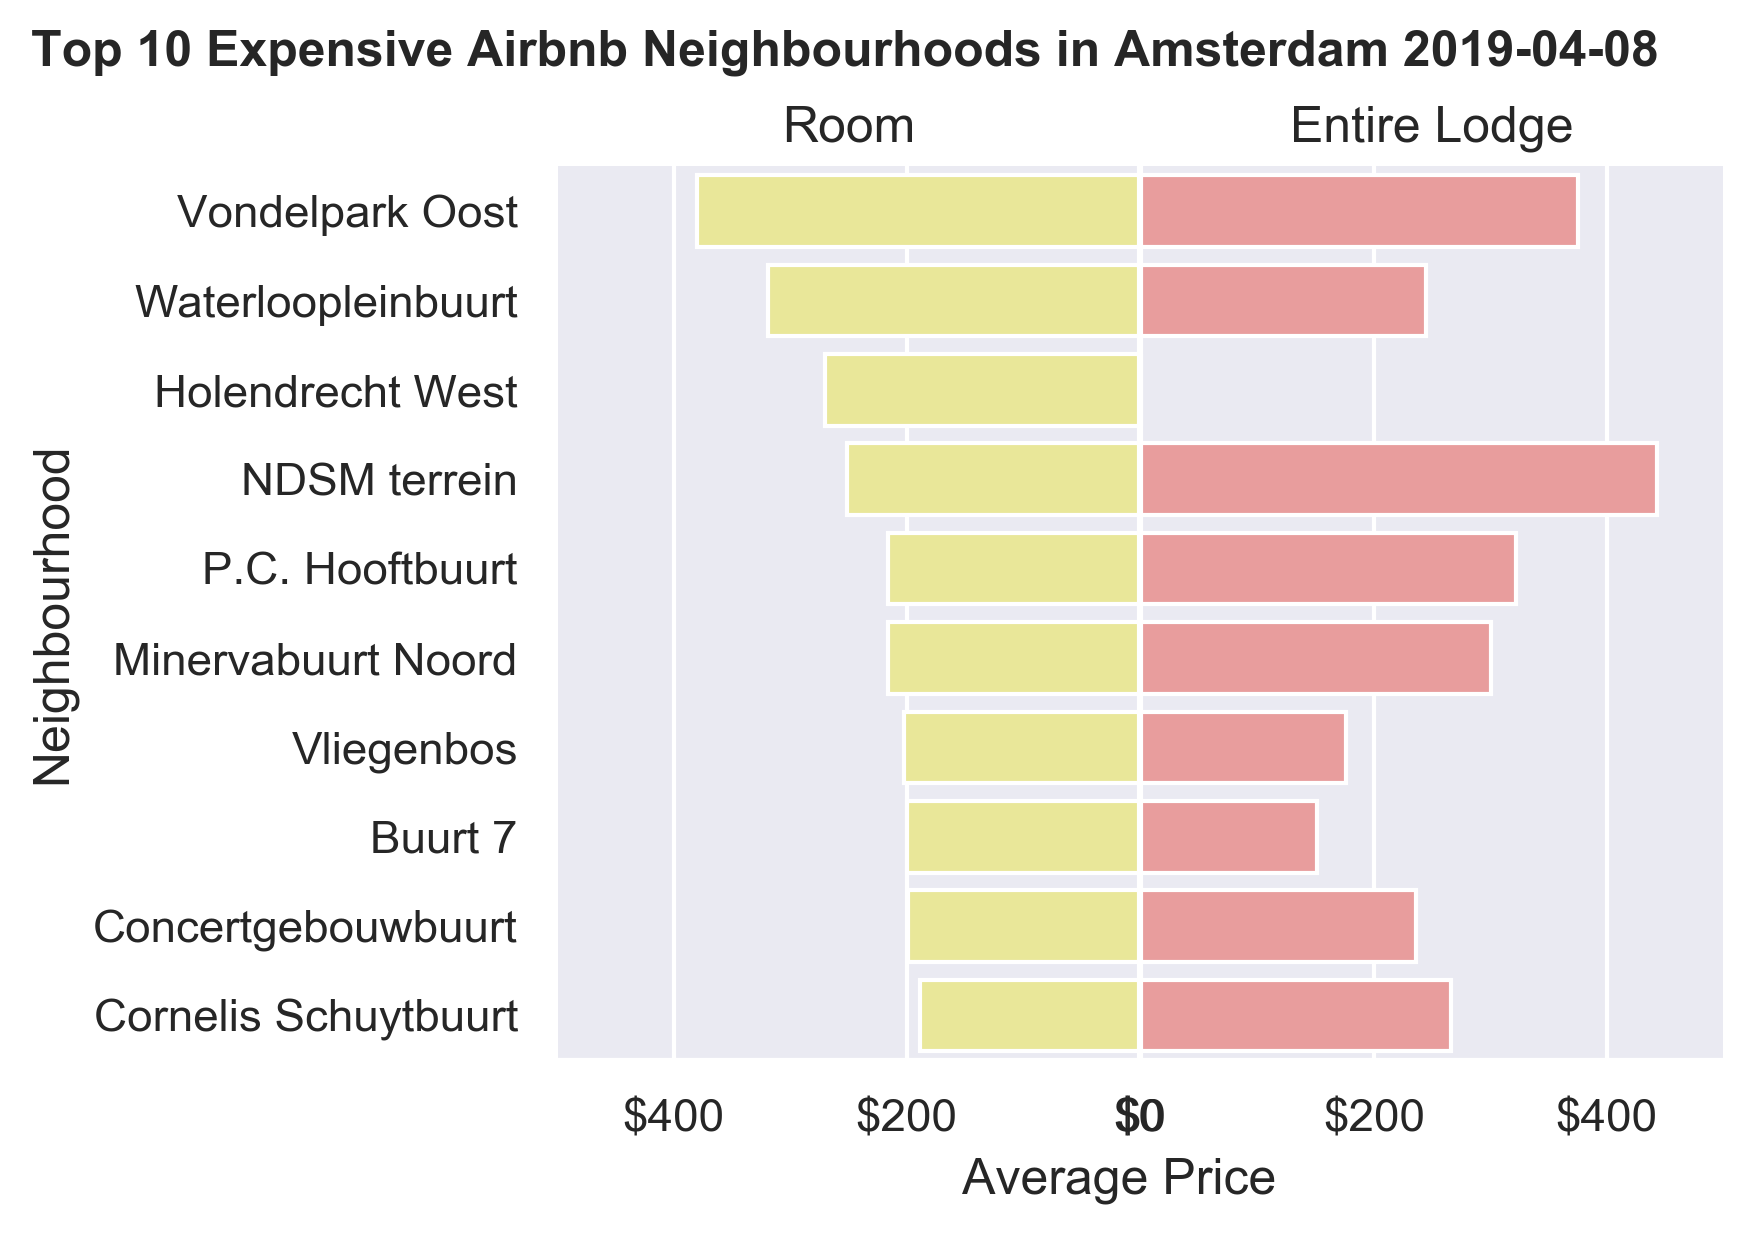 Top 10 Expensive Airbnb Neighbourhoods in Amsterdam 2019-04-08
Room
Entire Lodge
Neighbourhood
Vondelpark Oost
Waterloopleinbuurt
Holendrecht West
NDSM terrein
P.C. Hooftbuurt
Minervabuurt Noord
Vliegenbos
Buurt 7
Concertgebouwbuurt
Cornelis Schuytbuurt
$400 $200 $0 $200 $400
Average Price